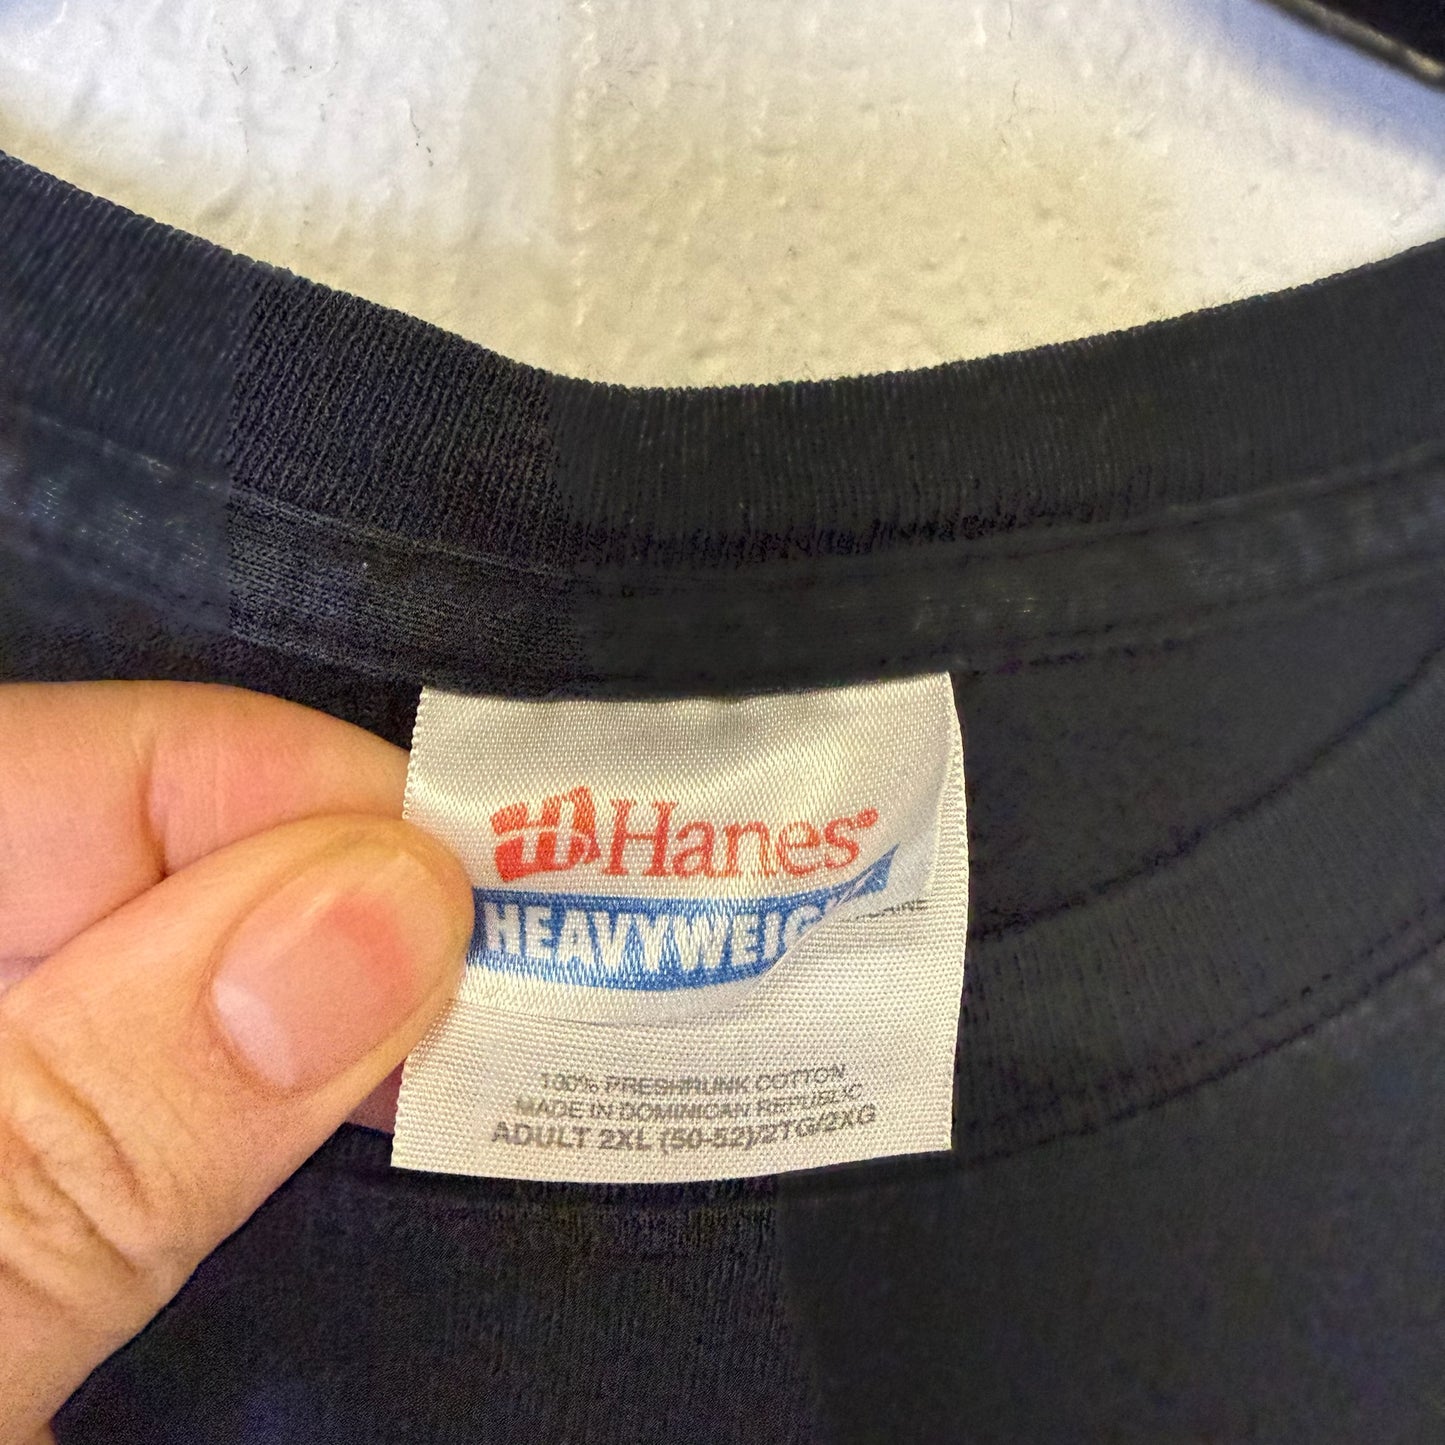 Hanes®
HEAVYWEIG
100% PRESHRUNK COTTON
MADE IN DOMINICAN REPUBLIC
ADULT 2XL (50-52)/2TG/2XG